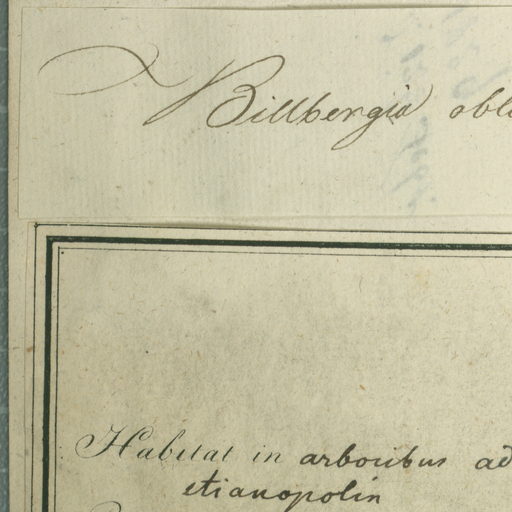 Billbergia obl
Habitat in arboribus ad
etianopolin